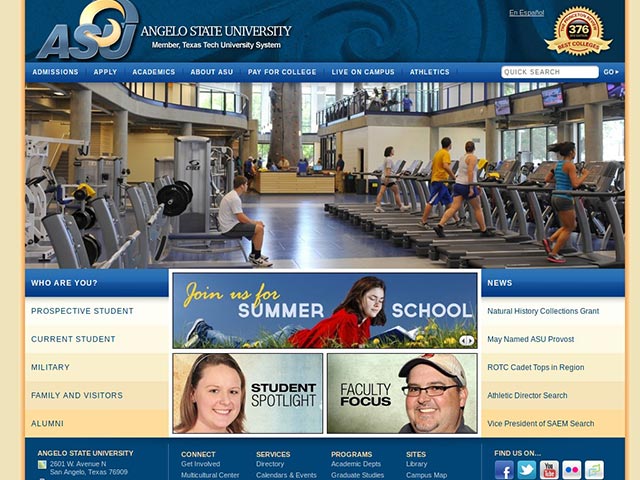 ASU ANGELO STATE UNIVERSITY
Member, Texas Tech University System
En Español
THE PRINCETON REVIEW
376
BEST COLLEGES
ADMISSIONS APPLY ACADEMICS ABOUT ASU PAY FOR COLLEGE LIVE ON CAMPUS ATHLETICS QUICK SEARCH GO
WHO ARE YOU?
PROSPECTIVE STUDENT
CURRENT STUDENT
MILITARY
FAMILY AND VISITORS
ALUMNI
Join us for
SUMMER SCHOOL
STUDENT
SPOTLIGHT
FACULTY
FOCUS
NEWS
Natural History Collections Grant
May Named ASU Provost
ROTC Cadet Tops in Region
Athletic Director Search
Vice President of SAEM Search
ANGELO STATE UNIVERSITY
2601 W. Avenue N
San Angelo, Texas 76909
CONNECT
Get Involved
Multicultural Center
SERVICES
Directory
Calendars & Events
PROGRAMS
Academic Depts
Graduate Studies
SITES
Library
Campus Map
FIND US ON...
You
Tube